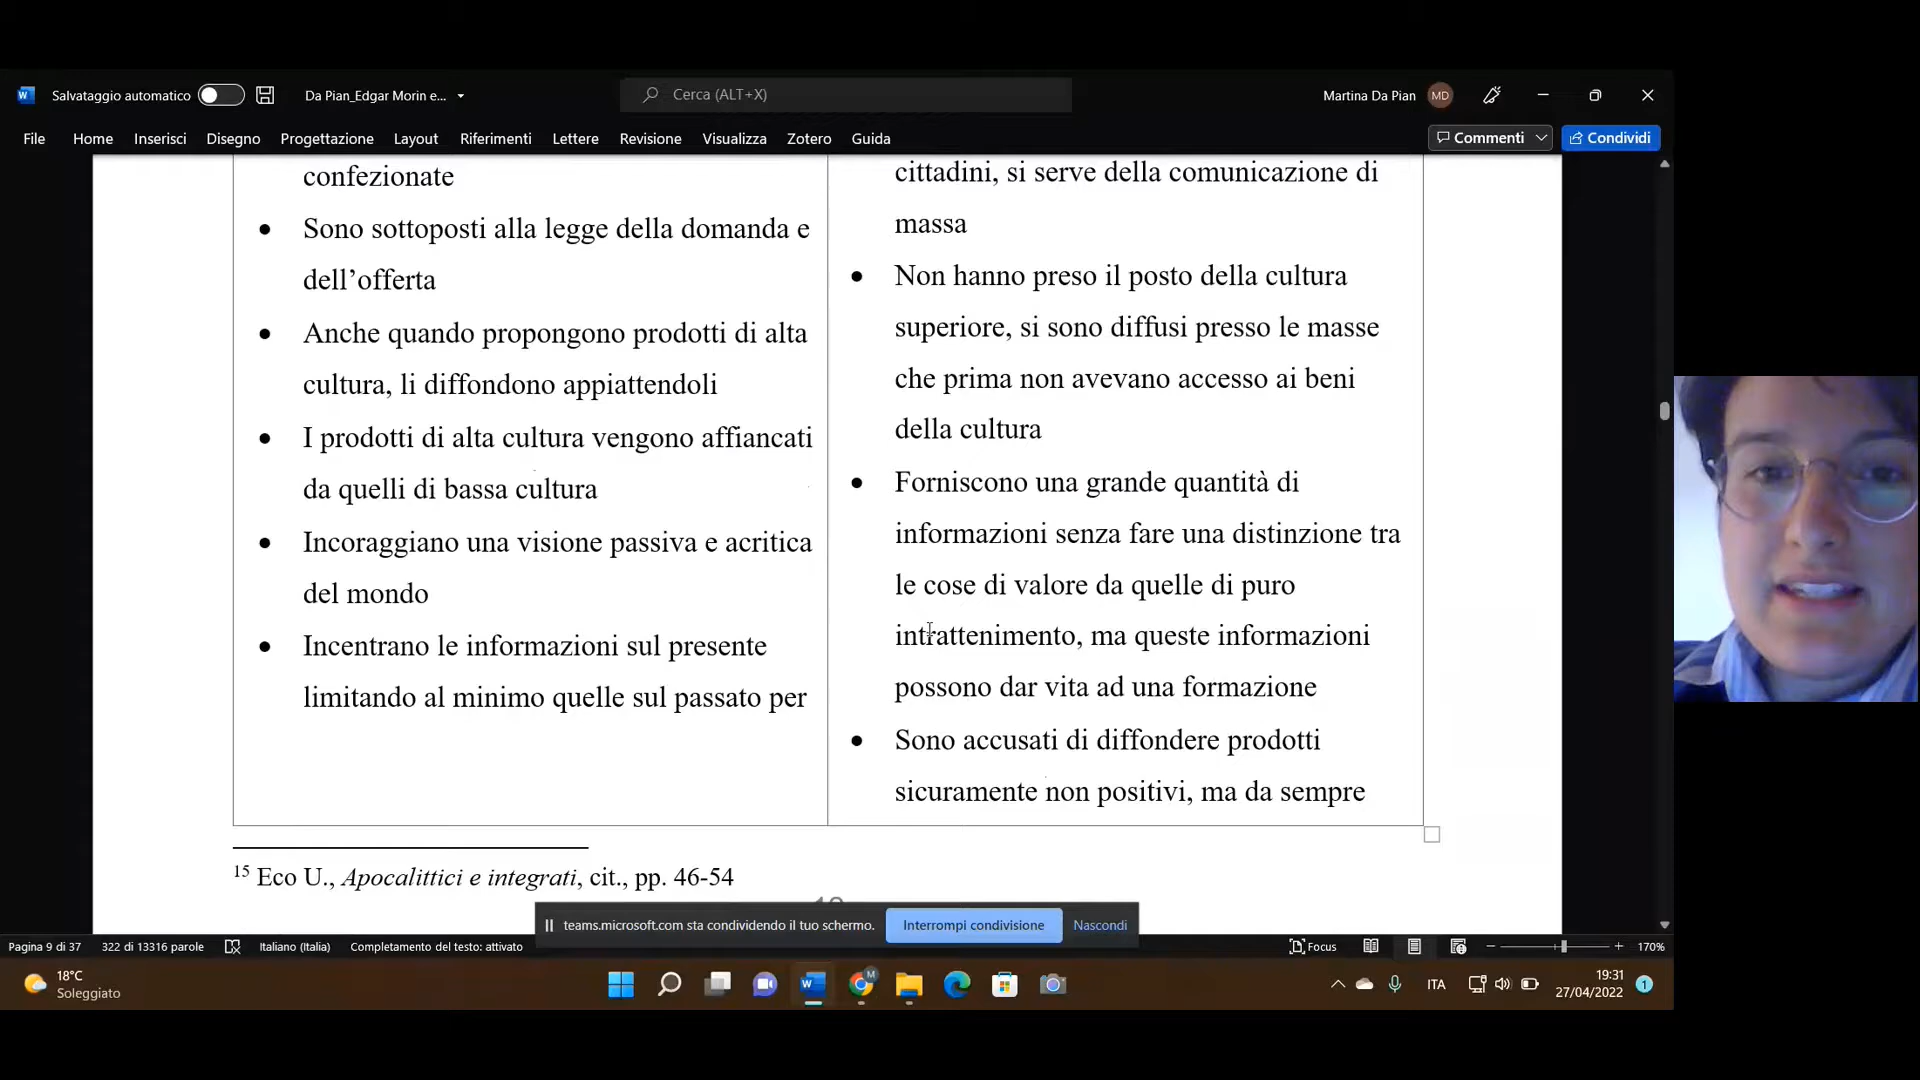 Salvataggio automatico
Da Pian_Edgar Morin e...
Cerca (ALT+X)
Martina Da Pian
MD
File Home Inserisci Disegno Progettazione Layout Riferimenti Lettere Revisione Visualizza Zotero Guida
Commenti
Condividi
confezionate
• Sono sottoposti alla legge della domanda e
dell’offerta
• Anche quando propongono prodotti di alta
cultura, li diffondono appiattendoli
• I prodotti di alta cultura vengono affiancati
da quelli di bassa cultura
• Incoraggiano una visione passiva e acritica
del mondo
• Incentrano le informazioni sul presente
limitando al minimo quelle sul passato per
cittadini, si serve della comunicazione di
massa
• Non hanno preso il posto della cultura
superiore, si sono diffusi presso le masse
che prima non avevano accesso ai beni
della cultura
• Forniscono una grande quantità di
informazioni senza fare una distinzione tra
le cose di valore da quelle di puro
intrattenimento, ma queste informazioni
possono dar vita ad una formazione
• Sono accusati di diffondere prodotti
sicuramente non positivi, ma da sempre
15 Eco U., Apocalittici e integrati, cit., pp. 46-54
teams.microsoft.com sta condividendo il tuo schermo.
Interrompi condivisione
Nascondi
Pagina 9 di 37 322 di 13316 parole Italiano (Italia) Completamento del testo: attivato
Focus
170%
18°C
Soleggiato
M
ITA
19:31
27/04/2022
1